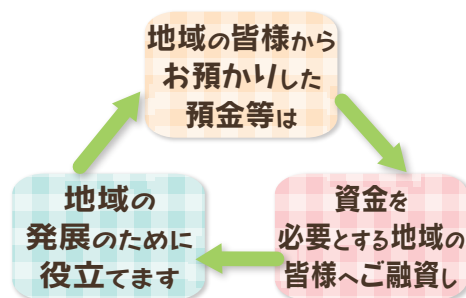 地域の皆様から
お預かりした
預金等は
資金を
必要とする地域の
皆様へご融資し
地域の
発展のために
役立てます